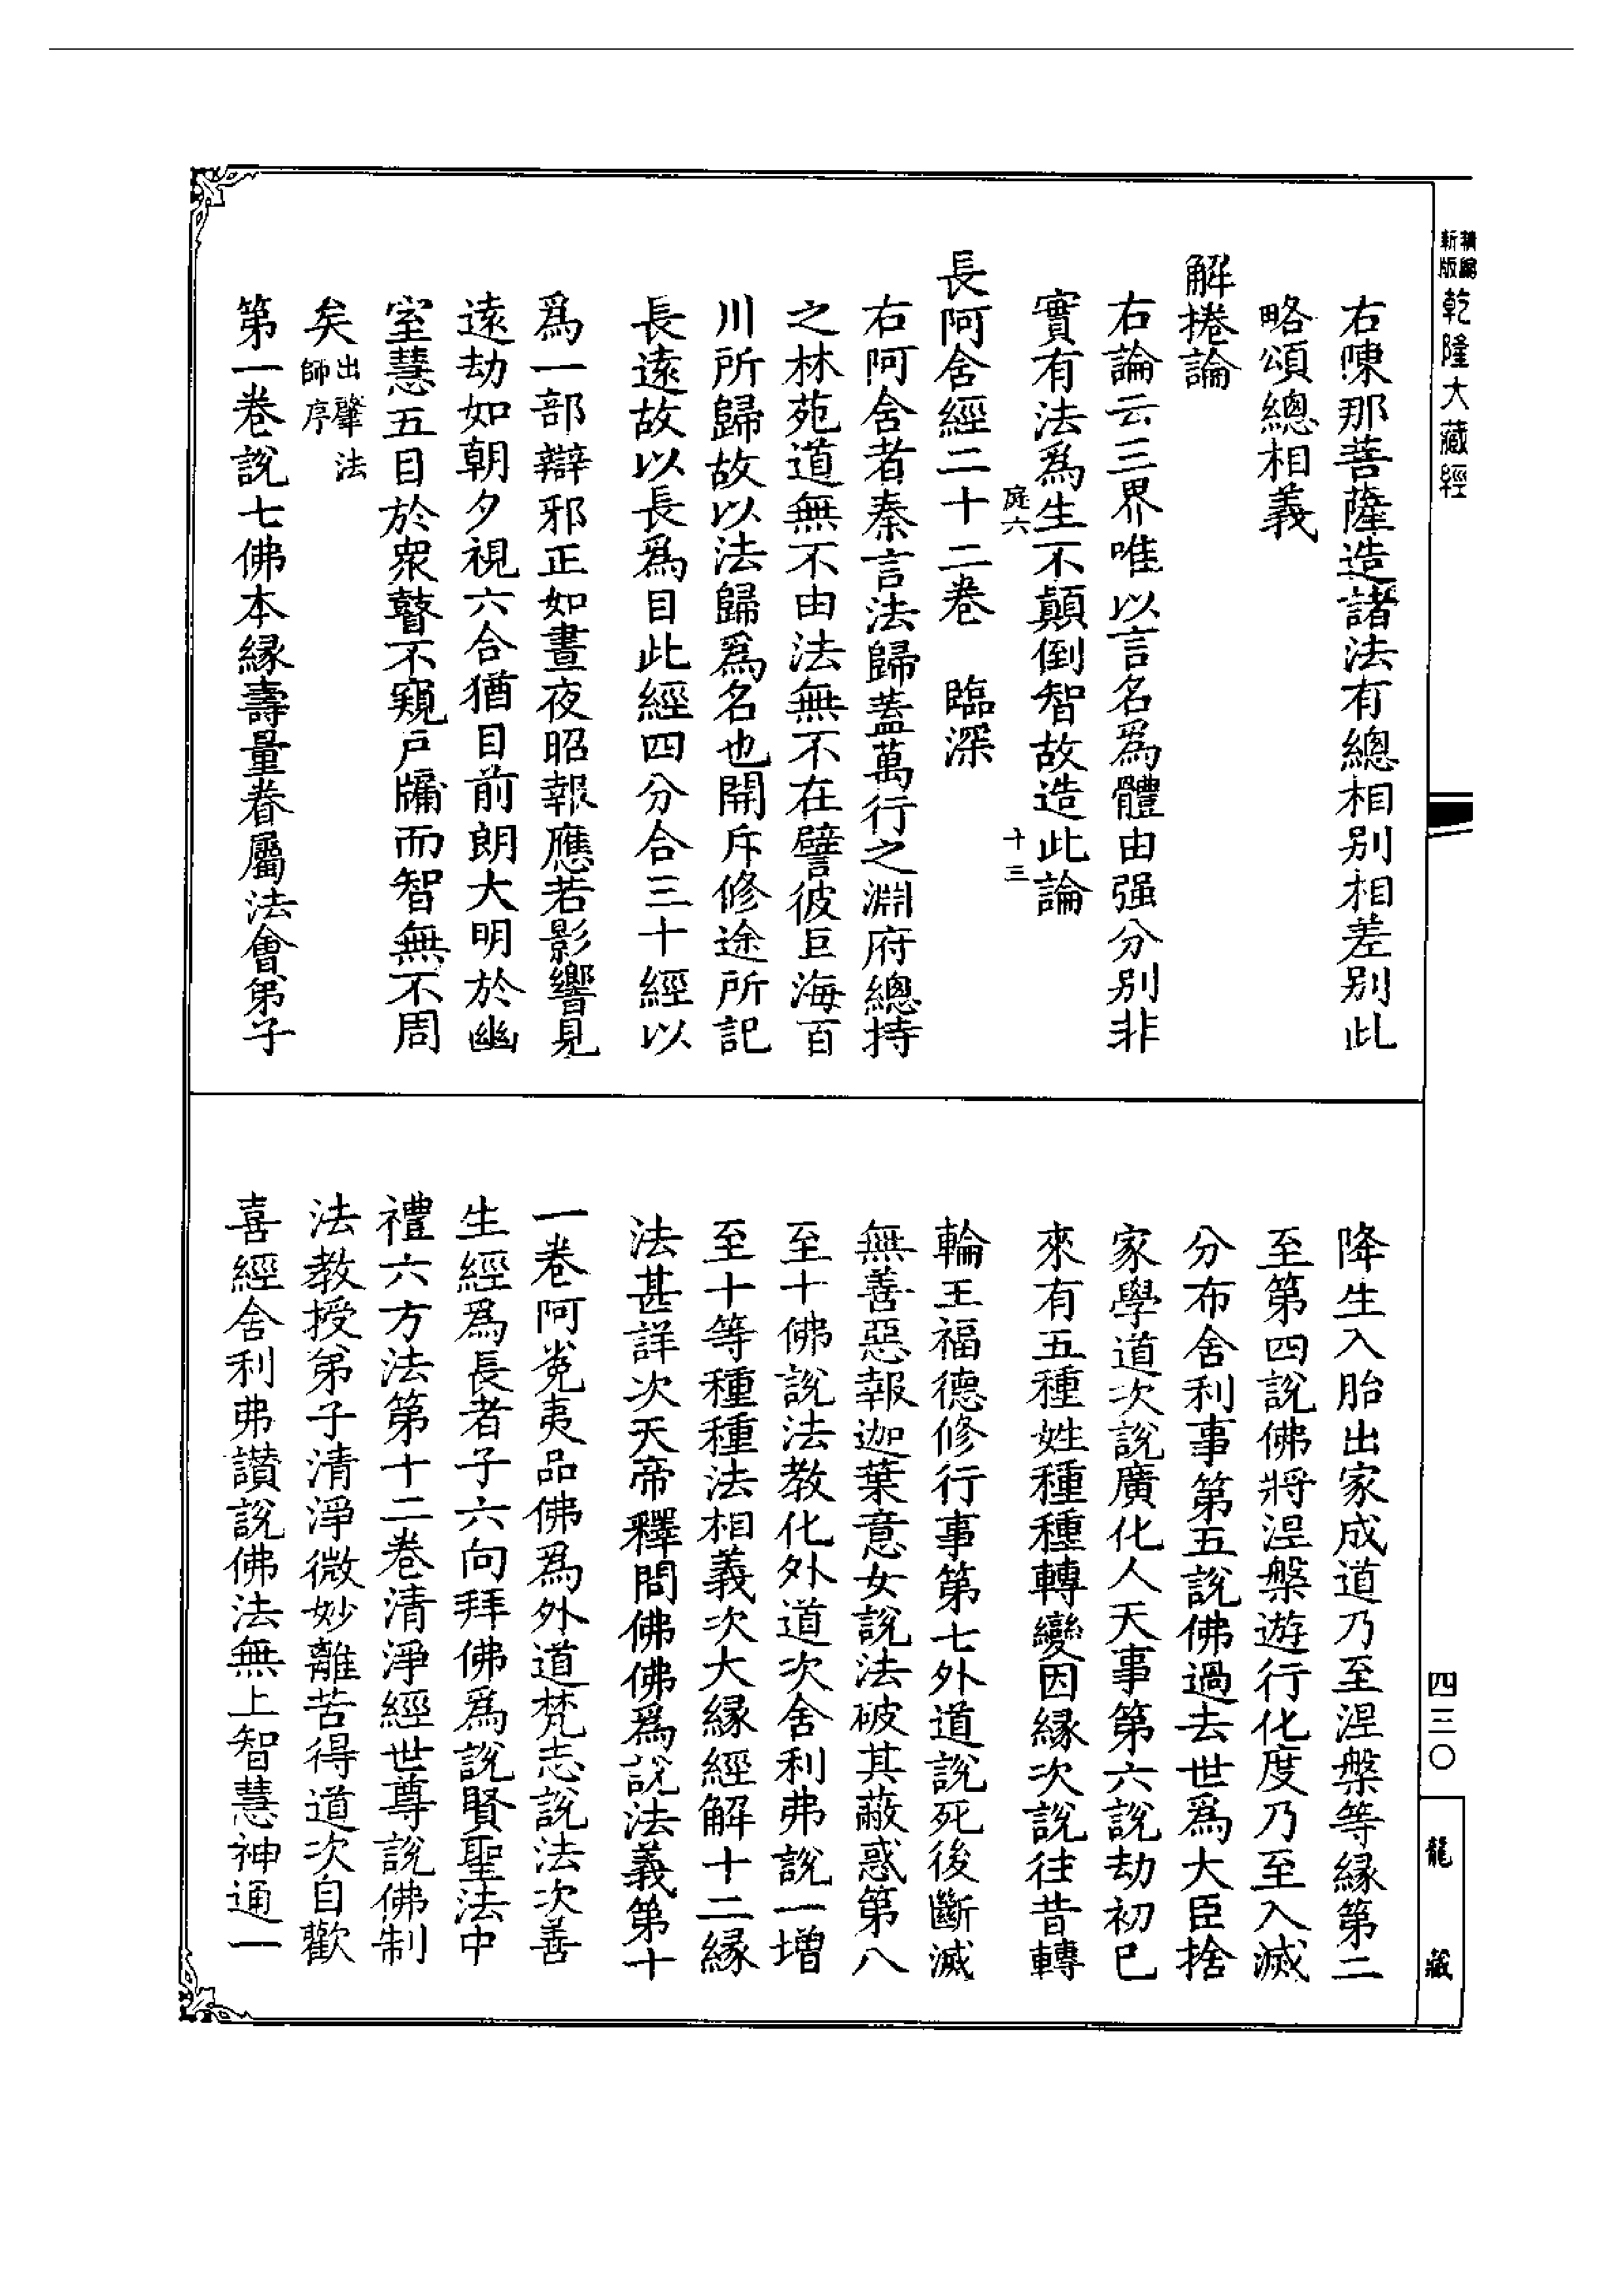 新版精編乾隆大藏經
右陳那菩薩造諸法有總相別相差別此
略頌總相義
解捲論
右論云三界唯以言名爲體由强分別非
實有法爲生不顛倒智故造此論
庭六 十三
長阿舍經二十二卷 臨深
右阿舍者秦言法歸蓋萬行之淵府總持
之林苑道無不由法無不在譬彼巨海百
川所歸故以法歸爲名也開斥修途所記
長遠故以長爲目此經四分合三十經以
爲一部辯邪正如晝夜昭報應若影響見
遠劫如朝夕視六合猶目前朗大明於幽
室慧五目於衆瞽不窺戶牖而智無不周
矣出肇法師序
第一卷說七佛本緣壽量眷屬法會弟子
降生入胎出家成道乃至涅槃等緣第二
至第四說佛將涅槃遊行化度乃至入滅
分布舍利事第五說佛過去世爲大臣捨
家學道次說廣化人天事第六說劫初已
來有五種姓種種轉變因緣次說往昔轉
輪王福德修行事第七外道說死後斷滅
無善惡報迦葉意女說法破其蔽惑第八
至十佛說法教化外道次舍利弗說一增
至十等種種法相義次大緣經解十二緣
法甚詳次天帝釋問佛佛爲說法義第十
一卷阿㝹夷品佛爲外道梵志說法次善
生經爲長者子六向拜佛爲說賢聖法中
禮六方法第十二卷清淨經世尊說佛制
法教授弟子清淨微妙離苦得道次自歡
喜經舍利弗讃說佛法無上智慧神通一
四三〇
龍藏